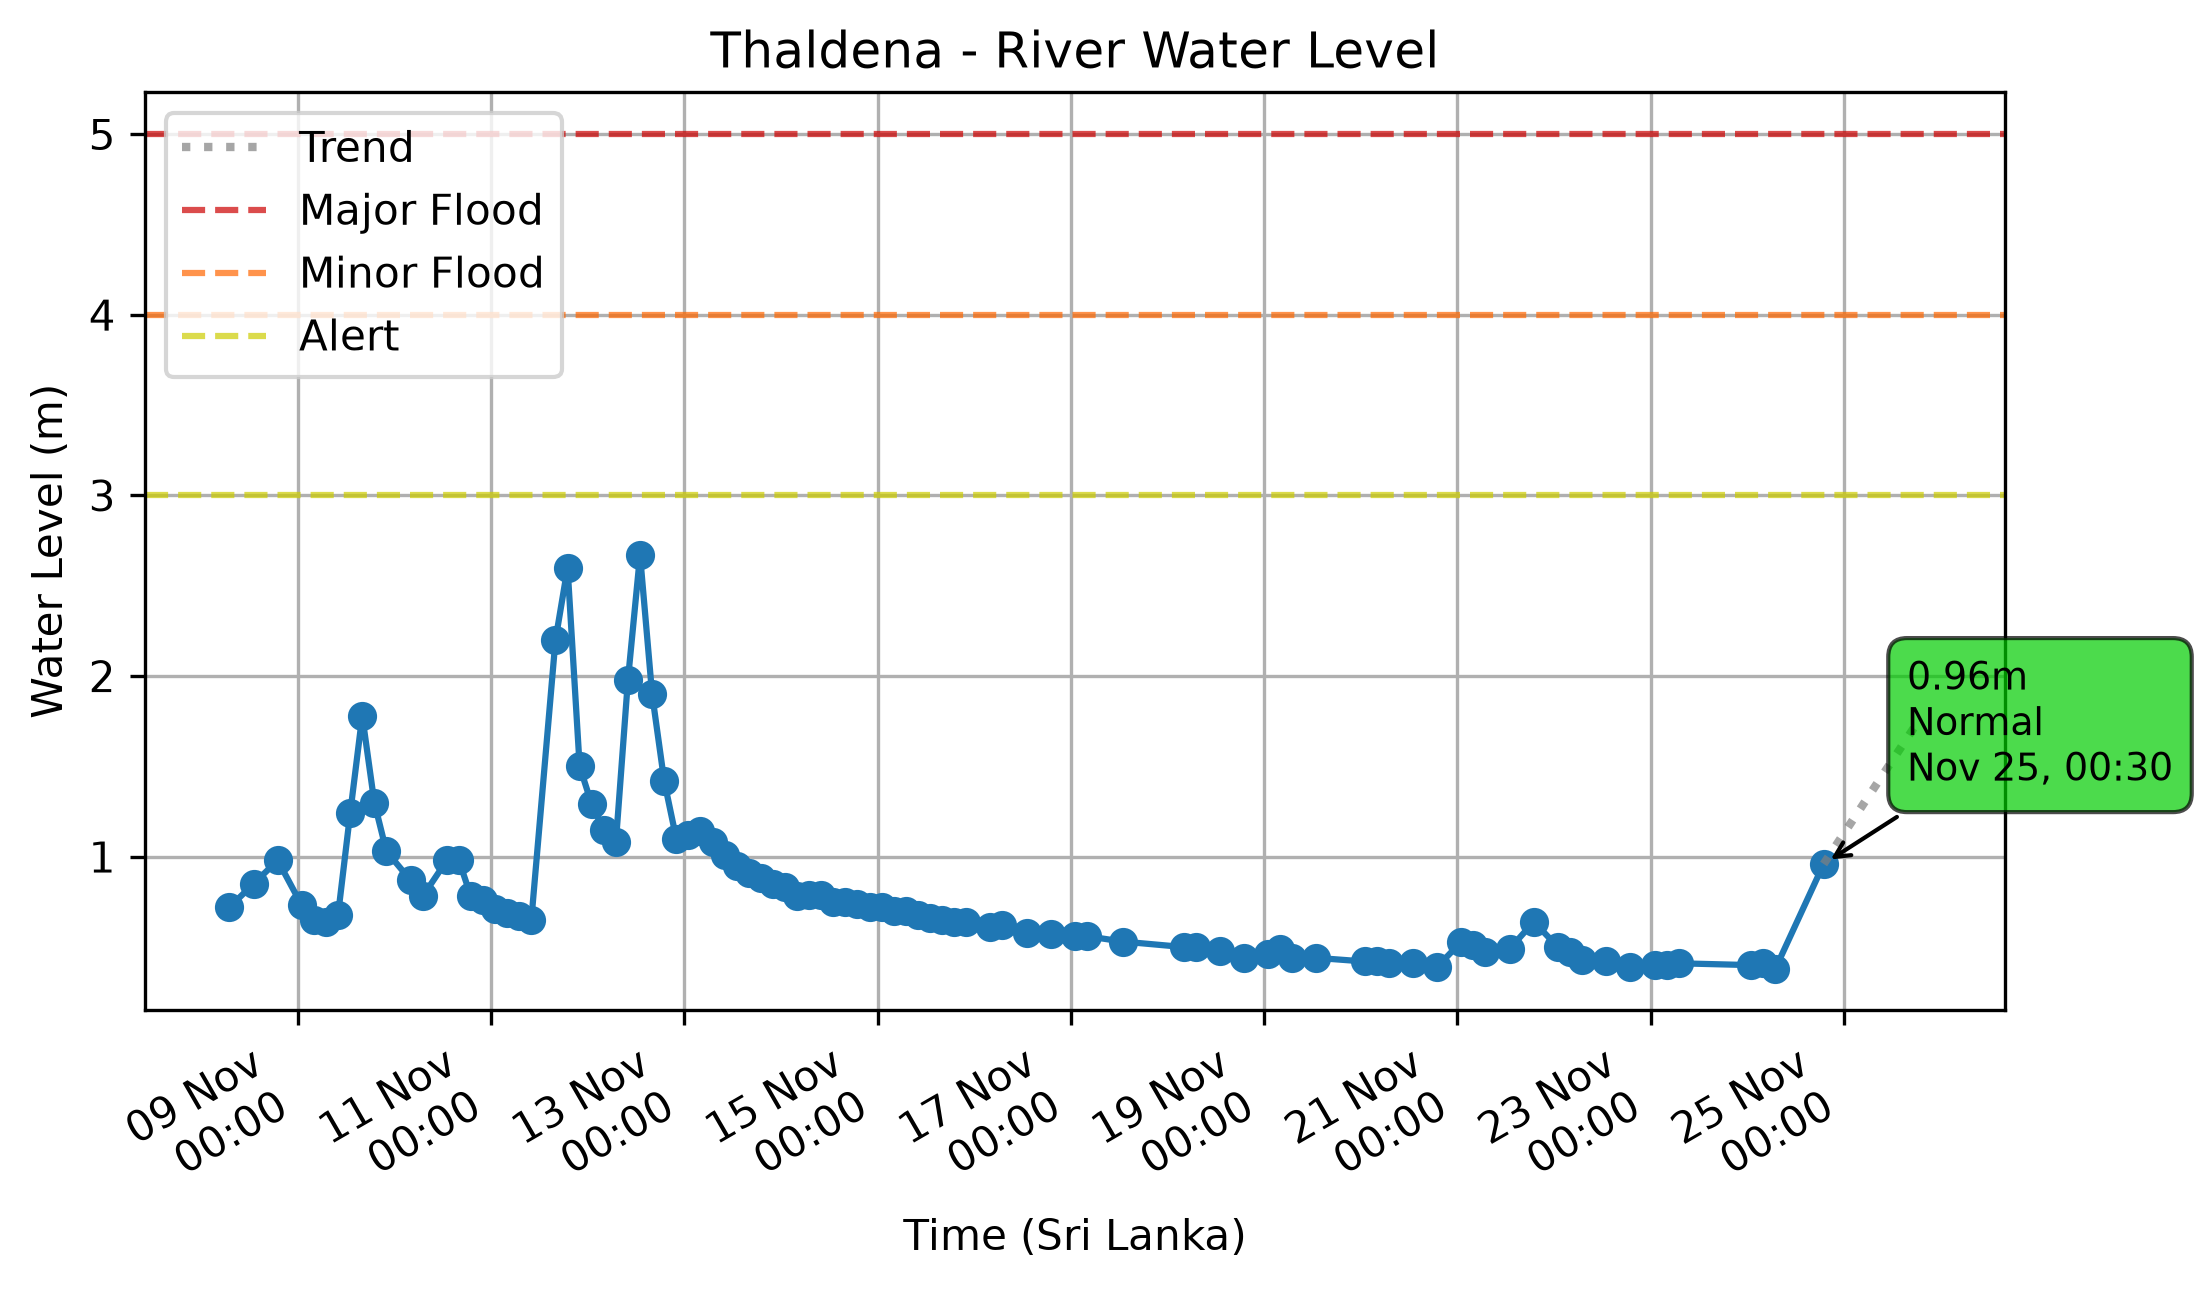 Thaldena - River Water Level
Trend
Major Flood
Minor Flood
Alert
5
4
3
2
1
Water Level (m)
0.96m
Normal
Nov 25, 00:30
09 Nov
00:00
11 Nov
00:00
13 Nov
00:00
15 Nov
00:00
17 Nov
00:00
19 Nov
00:00
21 Nov
00:00
23 Nov
00:00
25 Nov
00:00
Time (Sri Lanka)